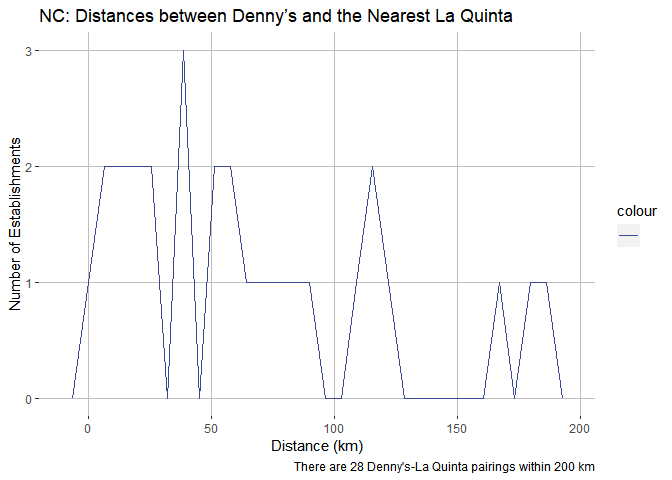 NC: Distances between Denny’s and the Nearest La Quinta
3
2
1
0
Number of Establishments
0 50 100 150 200
Distance (km)
There are 28 Denny's-La Quinta pairings within 200 km
colour